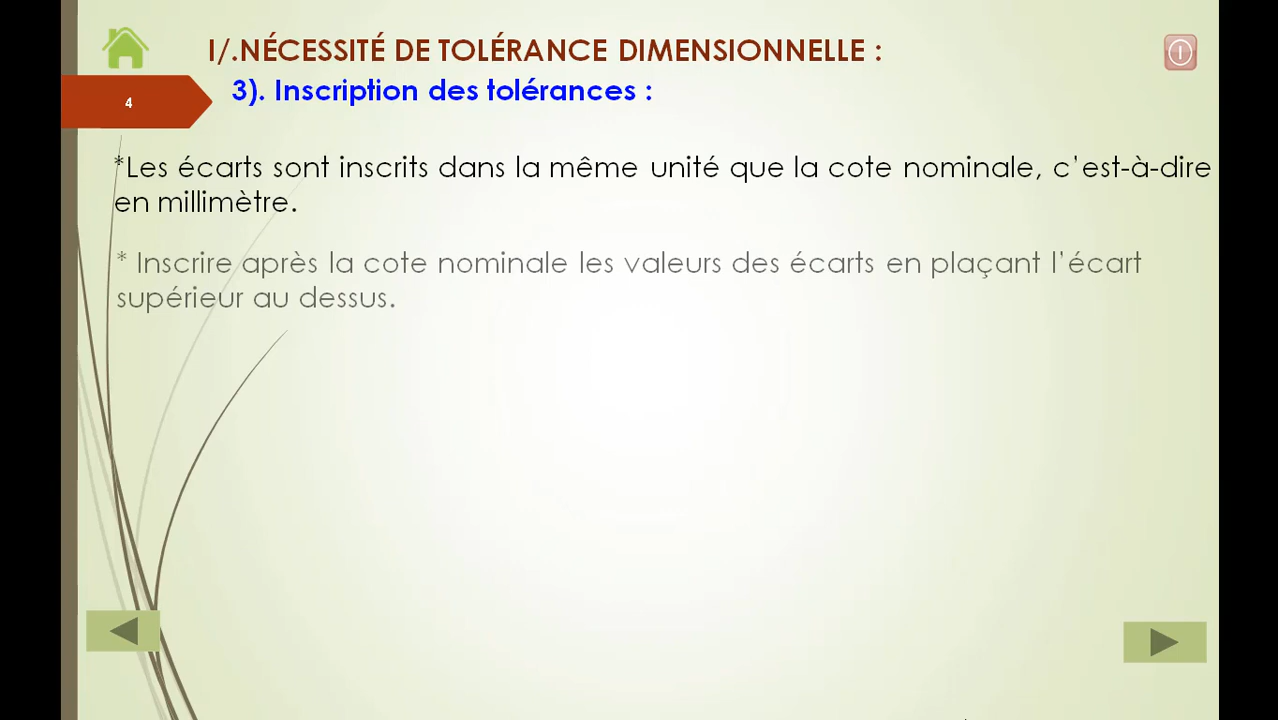 I/.NÉCESSITÉ DE TOLÉRANCE DIMENSIONNELLE :
3). Inscription des tolérances :
4
*Les écarts sont inscrits dans la même unité que la cote nominale, c'est-à-dire
en millimètre.
* Inscrire après la cote nominale les valeurs des écarts en plaçant l'écart
supérieur au dessus.